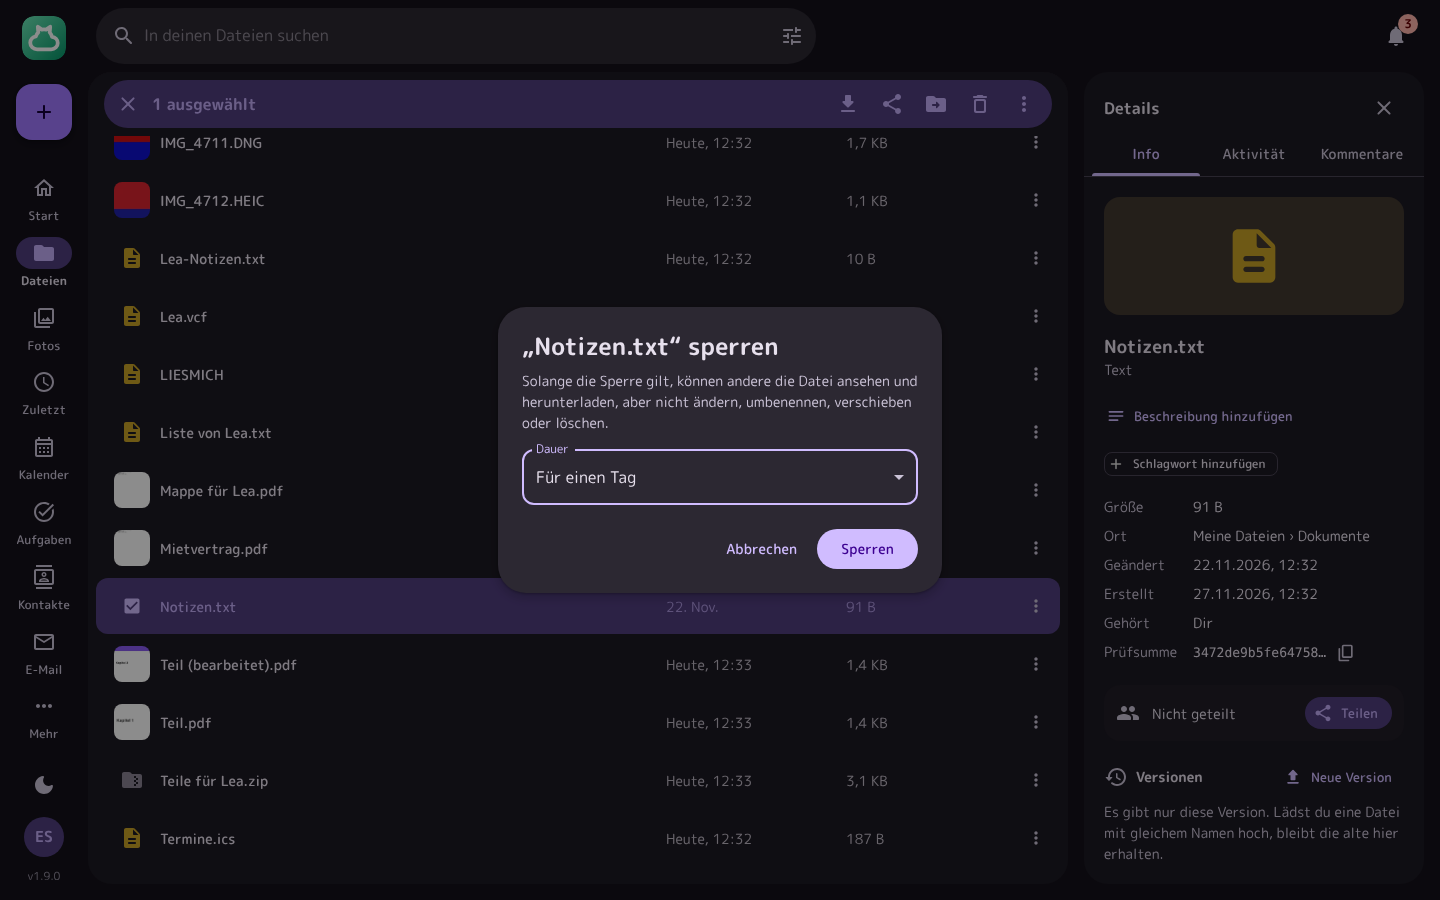 In deinen Dateien suchen
3
1 ausgewählt
Start
Dateien
Fotos
Zuletzt
Kalender
Aufgaben
Kontakte
E-Mail
Mehr
ES
v1.9.0
IMG_4711.DNG Heute, 12:32 1,7 KB
IMG_4712.HEIC Heute, 12:32 1,1 KB
Lea-Notizen.txt Heute, 12:32 10 B
Lea.vcf
LIESMICH
Liste von Lea.txt
Mappe für Lea.pdf
Mietvertrag.pdf
Notizen.txt 22. Nov. 91 B
Teil (bearbeitet).pdf Heute, 12:33 1,4 KB
Teil.pdf Heute, 12:33 1,4 KB
Teile für Lea.zip Heute, 12:33 3,1 KB
Termine.ics Heute, 12:32 187 B
„Notizen.txt“ sperren
Solange die Sperre gilt, können andere die Datei ansehen und
herunterladen, aber nicht ändern, umbenennen, verschieben
oder löschen.
Dauer
Für einen Tag
Abbrechen Sperren
Details
Info Aktivität Kommentare
Notizen.txt
Text
Beschreibung hinzufügen
Schlagwort hinzufügen
Größe 91 B
Ort Meine Dateien › Dokumente
Geändert 22.11.2026, 12:32
Erstellt 27.11.2026, 12:32
Gehört Dir
Prüfsumme 3472de9b5fe64758…
Nicht geteilt Teilen
Versionen Neue Version
Es gibt nur diese Version. Lädst du eine Datei
mit gleichem Namen hoch, bleibt die alte hier
erhalten.